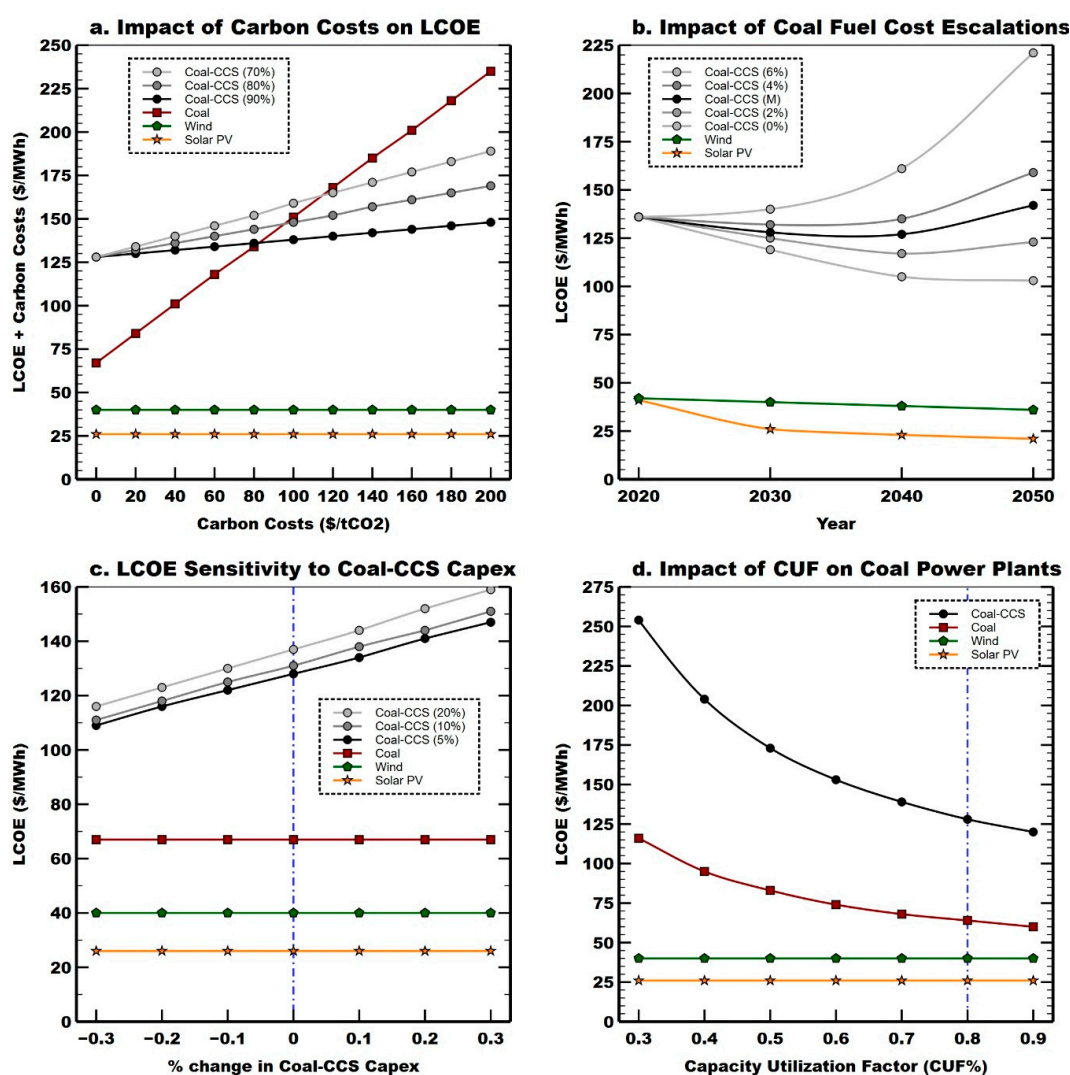 a. Impact of Carbon Costs on LCOE
250
225
200
175
150
125
100
75
50
25
0
LCOE + Carbon Costs ($/MWh)
Coal-CCS (70%)
Coal-CCS (80%)
Coal-CCS (90%)
Coal
Wind
Solar PV
0 20 40 60 80 100 120 140 160 180 200
Carbon Costs ($/tCO2)
b. Impact of Coal Fuel Cost Escalations
225
200
175
150
125
100
75
50
25
0
LCOE ($/MWh)
Coal-CCS (6%)
Coal-CCS (4%)
Coal-CCS (M)
Coal-CCS (2%)
Coal-CCS (0%)
Wind
Solar PV
2020 2030 2040 2050
Year
c. LCOE Sensitivity to Coal-CCS Capex
160
140
120
100
80
60
40
20
0
LCOE ($/MWh)
Coal-CCS (20%)
Coal-CCS (10%)
Coal-CCS (5%)
Coal
Wind
Solar PV
−0.3 −0.2 −0.1 0 0.1 0.2 0.3
% change in Coal-CCS Capex
d. Impact of CUF on Coal Power Plants
275
250
225
200
175
150
125
100
75
50
25
0
LCOE ($/MWh)
Coal-CCS
Coal
Wind
Solar PV
0.3 0.4 0.5 0.6 0.7 0.8 0.9
Capacity Utilization Factor (CUF%)